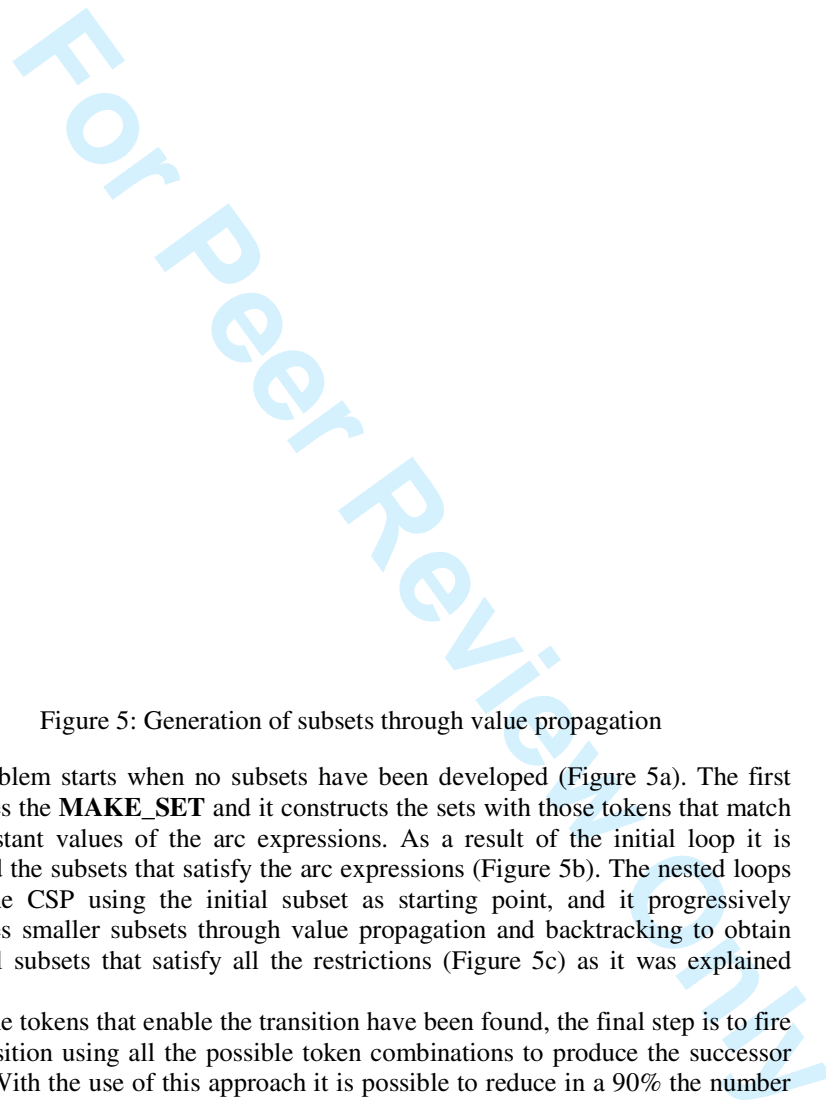 For Peer Review Only
Figure 5: Generation of subsets through value propagation
blem starts when no subsets have been developed (Figure 5a). The first
es the MAKE_SET and it constructs the sets with those tokens that match
stant values of the arc expressions. As a result of the initial loop it is
d the subsets that satisfy the arc expressions (Figure 5b). The nested loops
e CSP using the initial subset as starting point, and it progressively
es smaller subsets through value propagation and backtracking to obtain
l subsets that satisfy all the restrictions (Figure 5c) as it was explained
e tokens that enable the transition have been found, the final step is to fire
sition using all the possible token combinations to produce the successor
With the use of this approach it is possible to reduce in a 90% the number